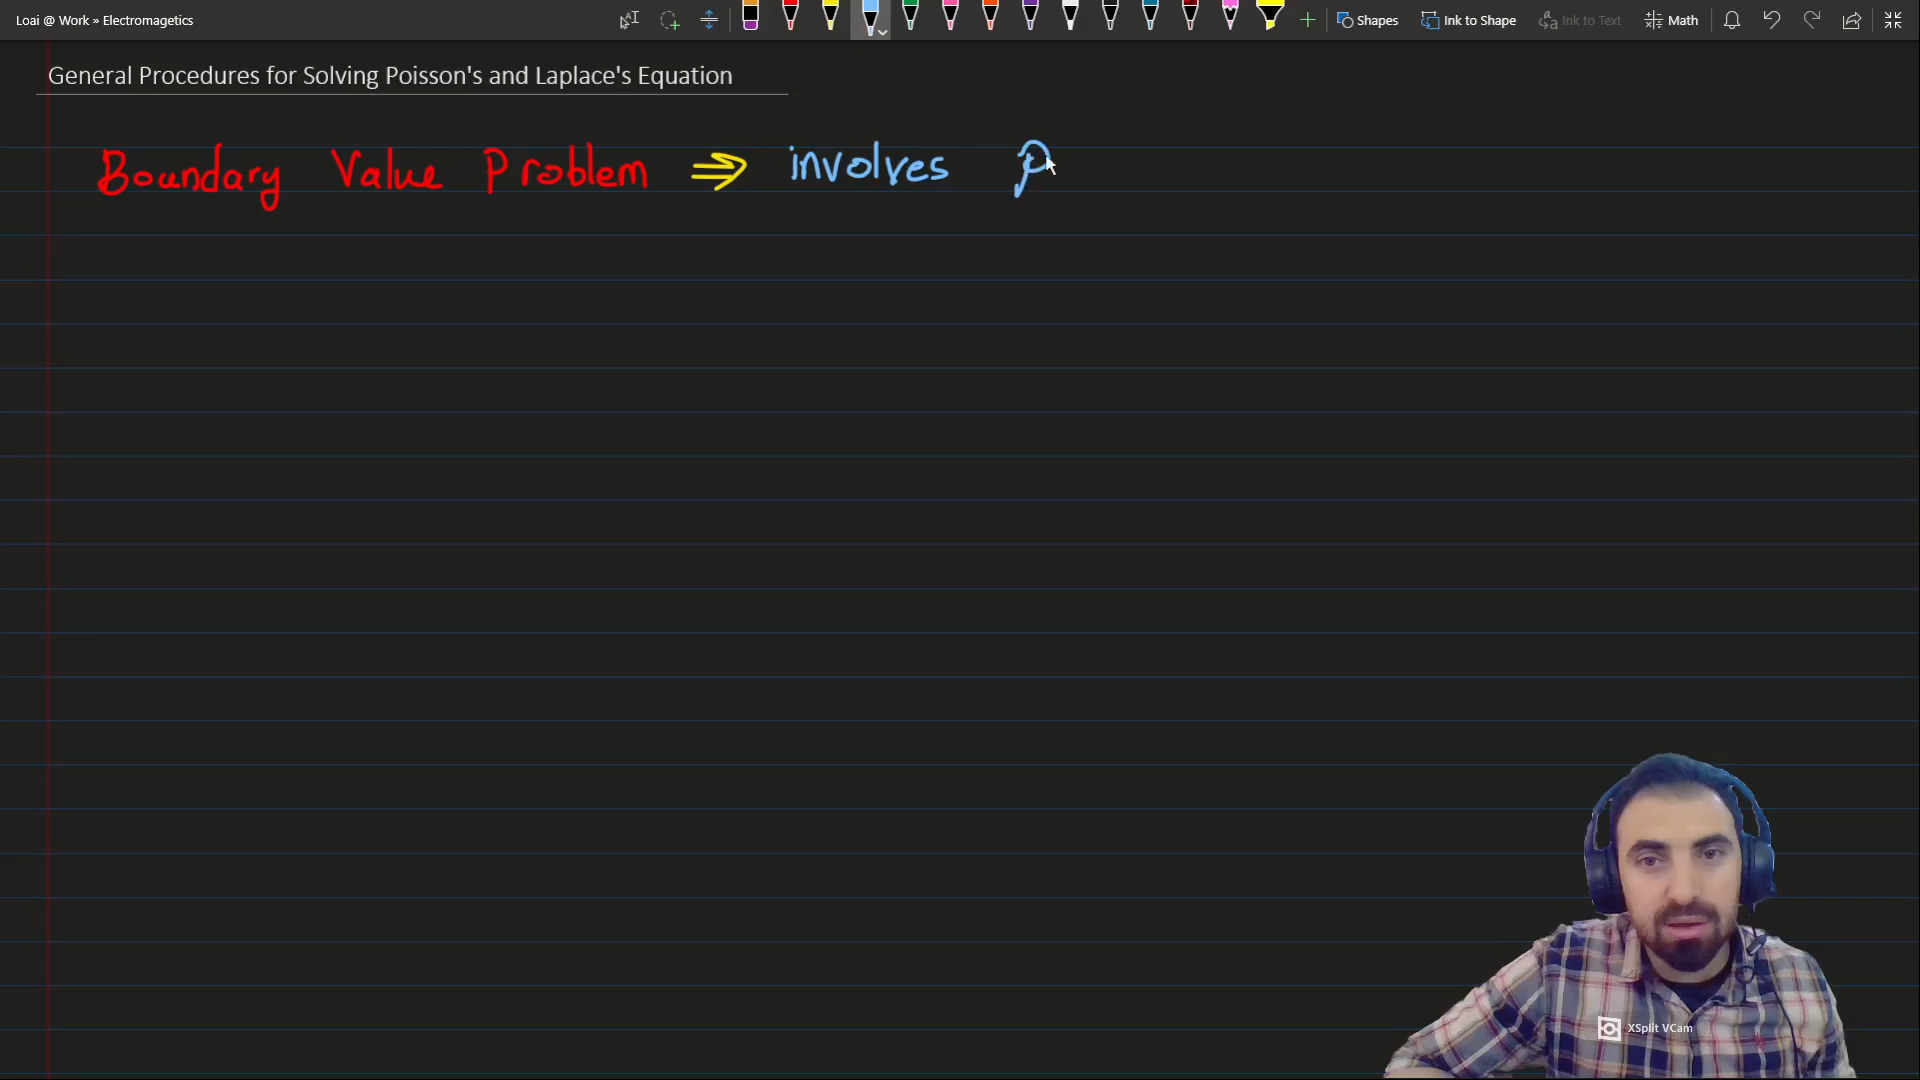 Loai @ Work » Electromagetics
Shapes
Ink to Shape
Ink to Text
Math
General Procedures for Solving Poisson's and Laplace's Equation
Boundary Value Problem ⇒ involves
XSplit VCam